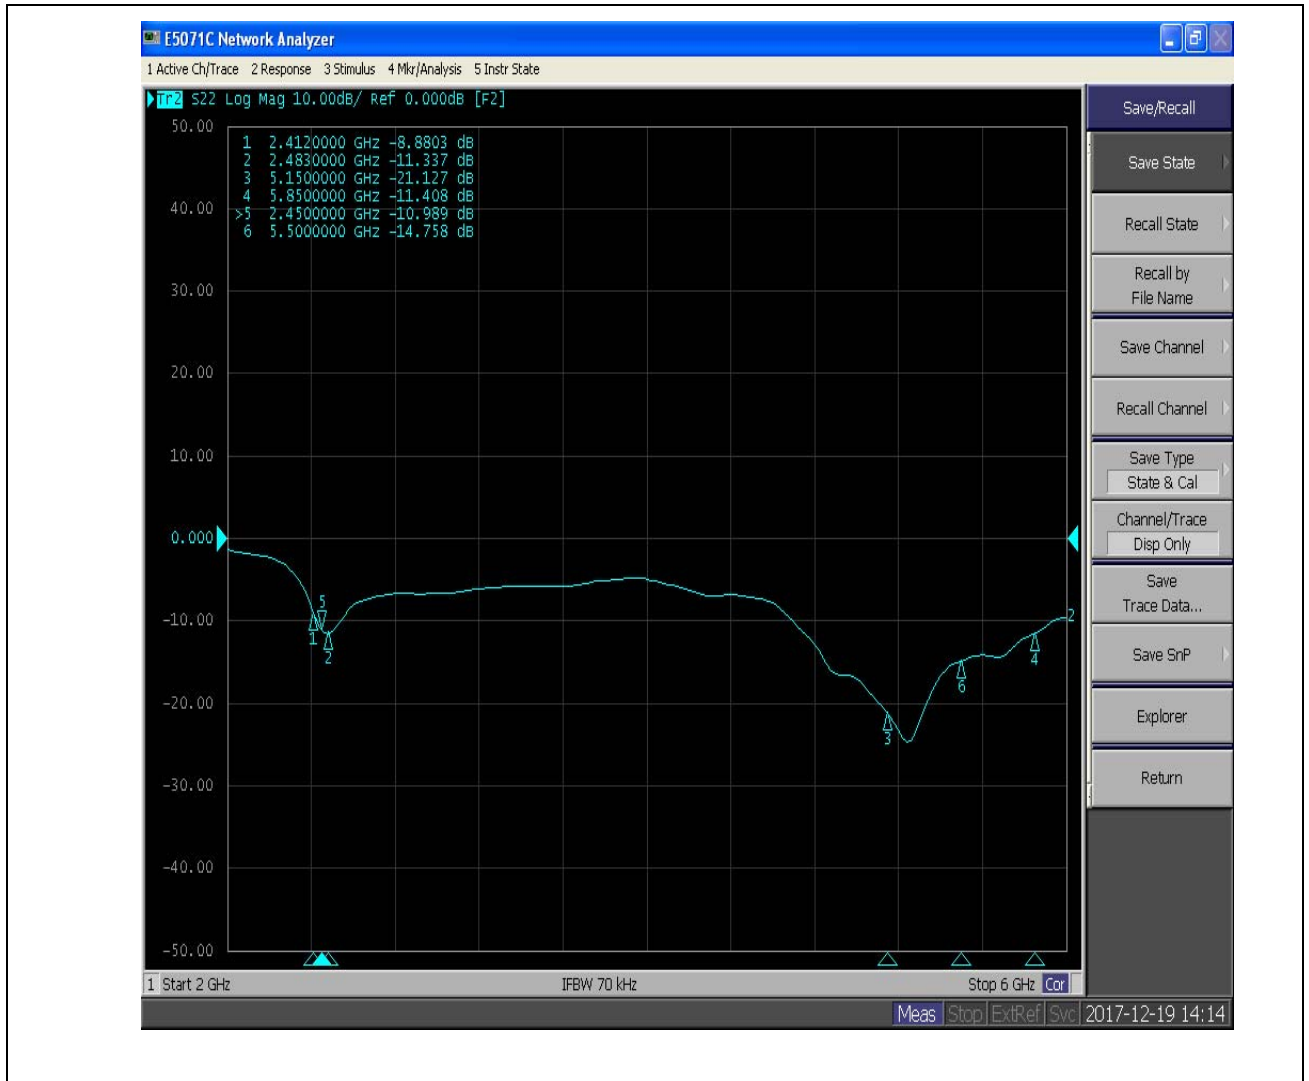 E5071C Network Analyzer
1 Active Ch/Trace 2 Response 3 Stimulus 4 Mkr/Analysis 5 Instr State
Tr2 S22 Log Mag 10.00dB/ Ref 0.000dB [F2]
50.00
1 2.4120000 GHz -8.8803 dB
2 2.4830000 GHz -11.337 dB
3 5.1500000 GHz -21.127 dB
4 5.8500000 GHz -11.408 dB
>5 2.4500000 GHz -10.989 dB
6 5.5000000 GHz -14.758 dB
40.00
30.00
20.00
10.00
0.000
-10.00
-20.00
-30.00
-40.00
-50.00
5
1
2
3
6
4
2
1 Start 2 GHz IFBW 70 kHz Stop 6 GHz Cor
Save/Recall
Save State
Recall State
Recall by
File Name
Save Channel
Recall Channel
Save Type
State & Cal
Channel/Trace
Disp Only
Save
Trace Data...
Save SnP
Explorer
Return
Meas Stop ExtRef Svc 2017-12-19 14:14